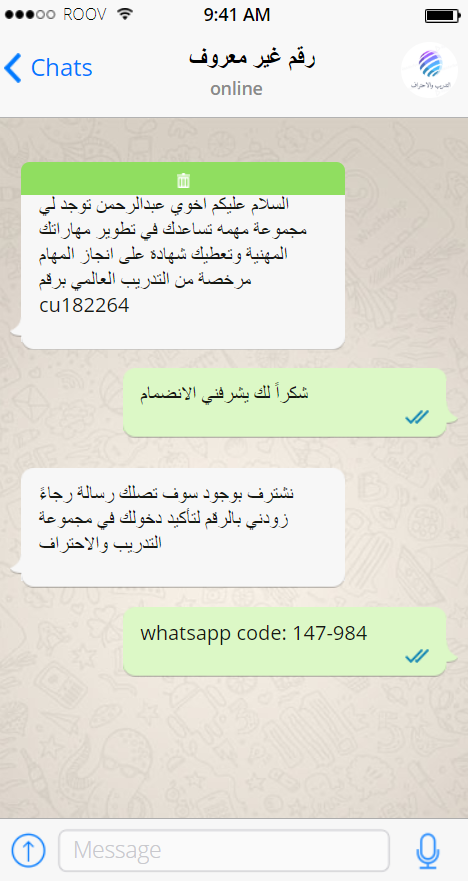 ROOV
9:41 AM
Chats
رقم غير معروف
online
التدريب والاحتراف
السلام عليكم اخوي عبدالرحمن توجد لي
مجموعة مهمه تساعدك في تطوير مهاراتك
المهنية وتعطيك شهادة على انجاز المهام
مرخصة من التدريب العالمي برقم
cu182264
شكراً لك يشرفني الانضمام
نشترف بوجود سوف تصلك رسالة رجاءً
زودني بالرقم لتأكيد دخولك في مجموعة
التدريب والاحتراف
whatsapp code: 147-984
Message